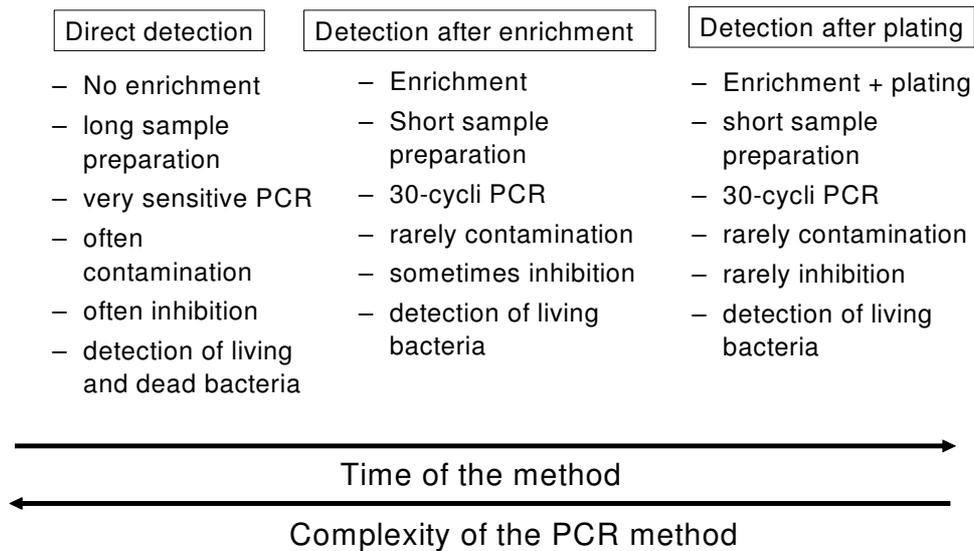 Direct detection
– No enrichment
– long sample
preparation
– very sensitive PCR
– often
contamination
– often inhibition
– detection of living
and dead bacteria
Detection after enrichment
– Enrichment
– Short sample
preparation
– 30-cycli PCR
– rarely contamination
– sometimes inhibition
– detection of living
bacteria
Detection after plating
– Enrichment + plating
– short sample
preparation
– 30-cycli PCR
– rarely contamination
– rarely inhibition
– detection of living
bacteria
Time of the method
Complexity of the PCR method